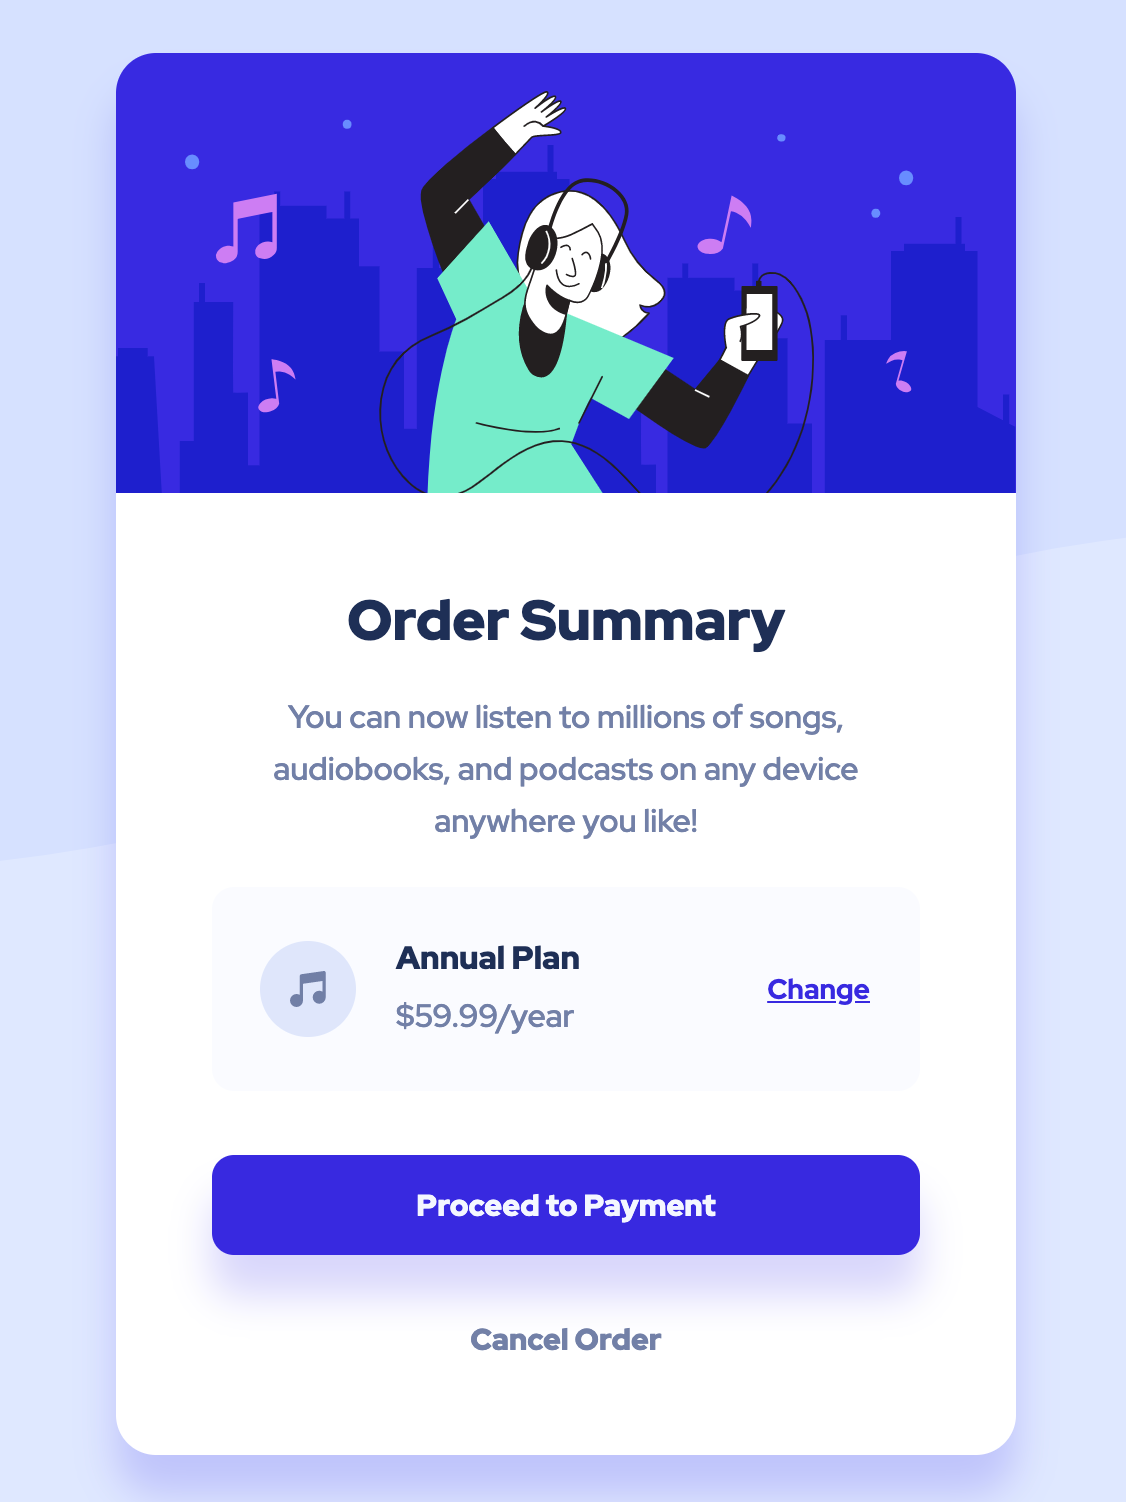 Order Summary
You can now listen to millions of songs,
audiobooks, and podcasts on any device
anywhere you like!
Annual Plan
$59.99/year
Change
Proceed to Payment
Cancel Order